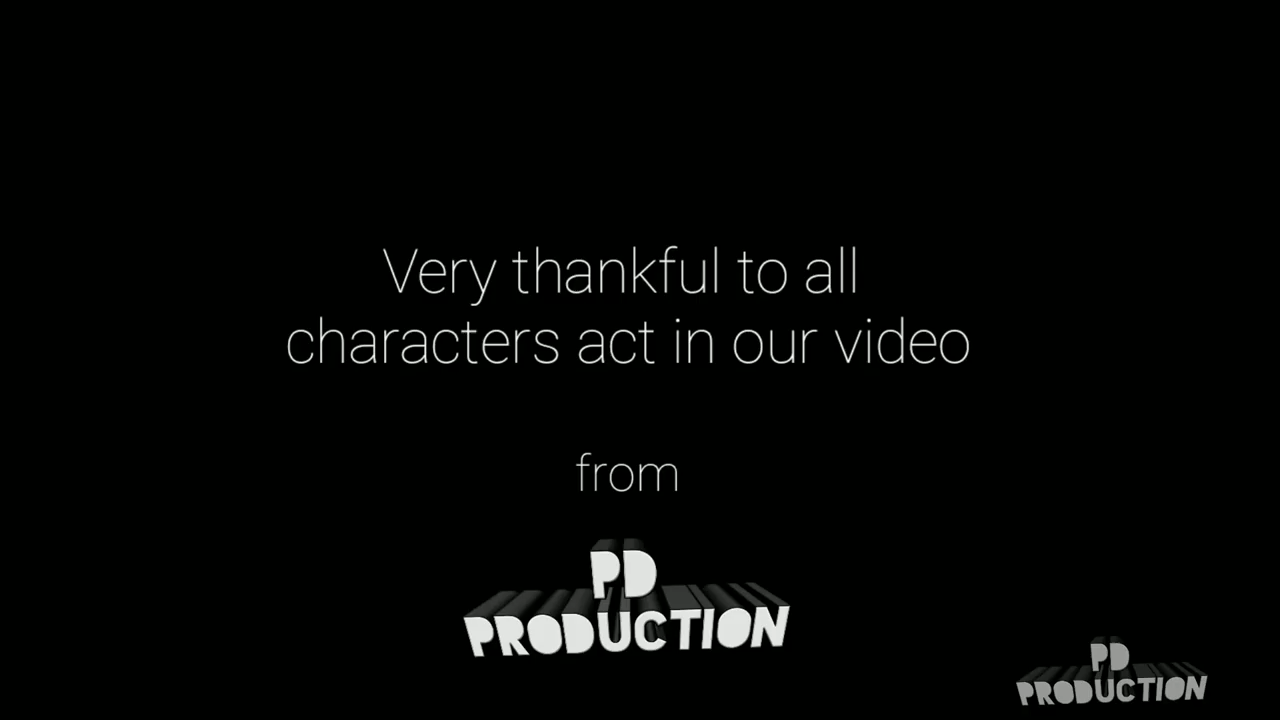 Very thankful to all
characters act in our video
from
PD
PRODUCTION
PD
PRODUCTION